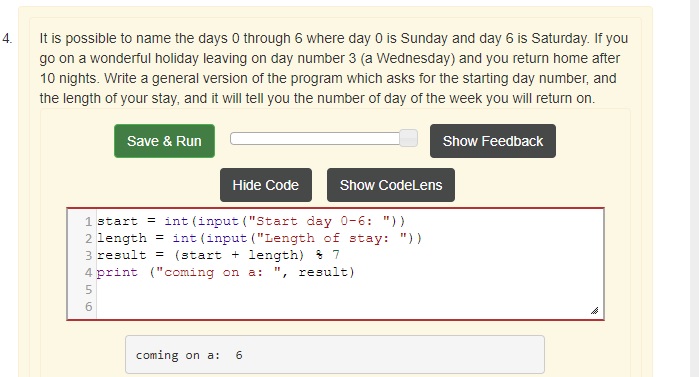 4. It is possible to name the days 0 through 6 where day 0 is Sunday and day 6 is Saturday. If you
go on a wonderful holiday leaving on day number 3 (a Wednesday) and you return home after
10 nights. Write a general version of the program which asks for the starting day number, and
the length of your stay, and it will tell you the number of day of the week you will return on.
Save & Run Show Feedback
Hide Code Show CodeLens
1 start = int(input("Start day 0-6: "))
2 length = int(input("Length of stay: "))
3 result = (start + length) % 7
4 print ("coming on a: ", result)
5
6
coming on a:  6